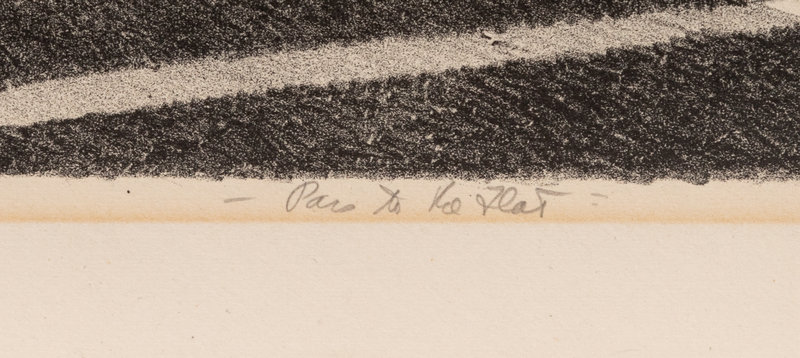 - Pass to the Flat -